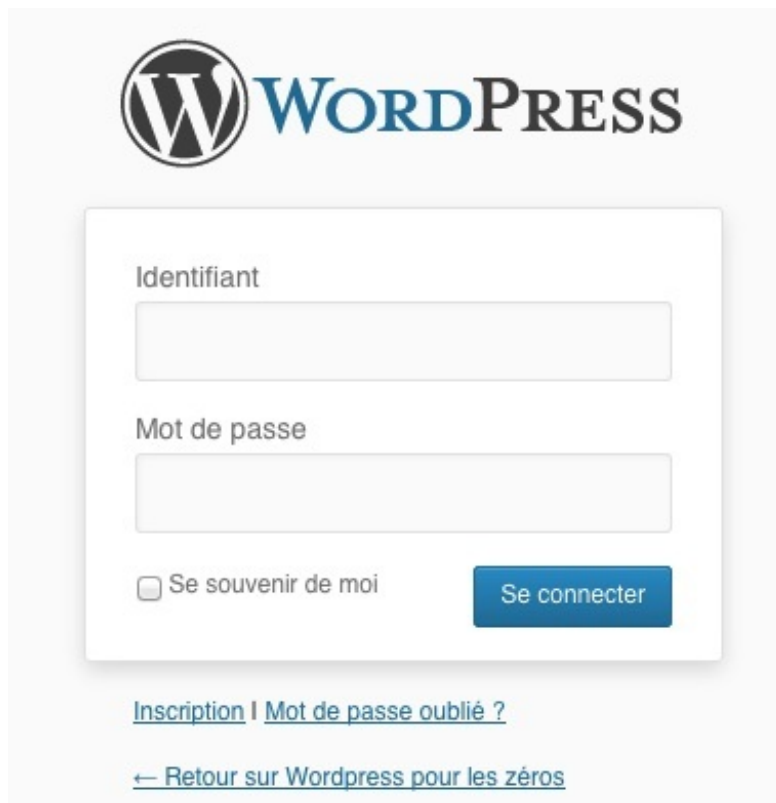 WORDPRESS
Identifiant
Mot de passe
Se souvenir de moi
Se connecter
Inscription | Mot de passe oublié ?
← Retour sur Wordpress pour les zéros